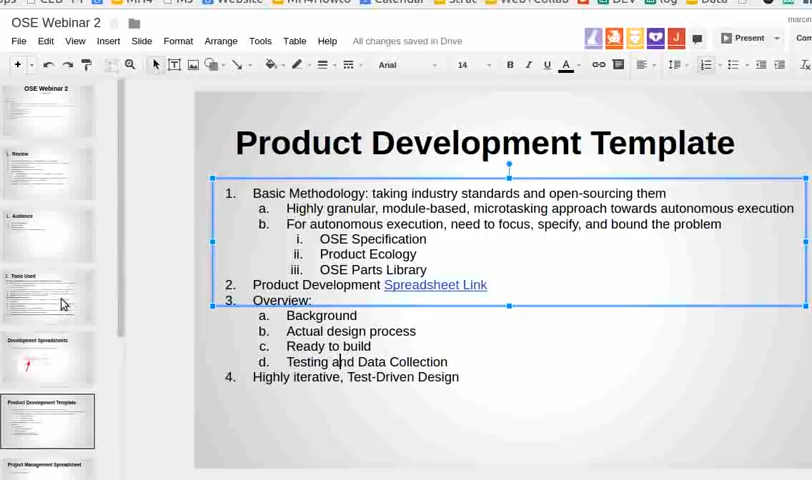 OSE Webinar 2
File Edit View Insert Slide Format Arrange Tools Table Help All changes saved in Drive
Present
Arial 14 B I U A
OSE Webinar 2
1. Review
1. Audience
2. Tools Used
Development Spreadsheets
Product Development Template
Project Management Spreadsheet
Product Development Template
1. Basic Methodology: taking industry standards and open-sourcing them
a. Highly granular, module-based, microtasking approach towards autonomous execution
b. For autonomous execution, need to focus, specify, and bound the problem
i. OSE Specification
ii. Product Ecology
iii. OSE Parts Library
2. Product Development Spreadsheet Link
3. Overview:
a. Background
b. Actual design process
c. Ready to build
d. Testing and Data Collection
4. Highly iterative, Test-Driven Design